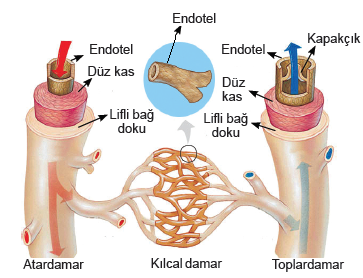 Endotel
Endotel
Düz kas
Lifli bağ
doku
Endotel
Kapakçık
Düz
kas
Lifli bağ
doku
Atardamar
Kılcal damar
Toplardamar